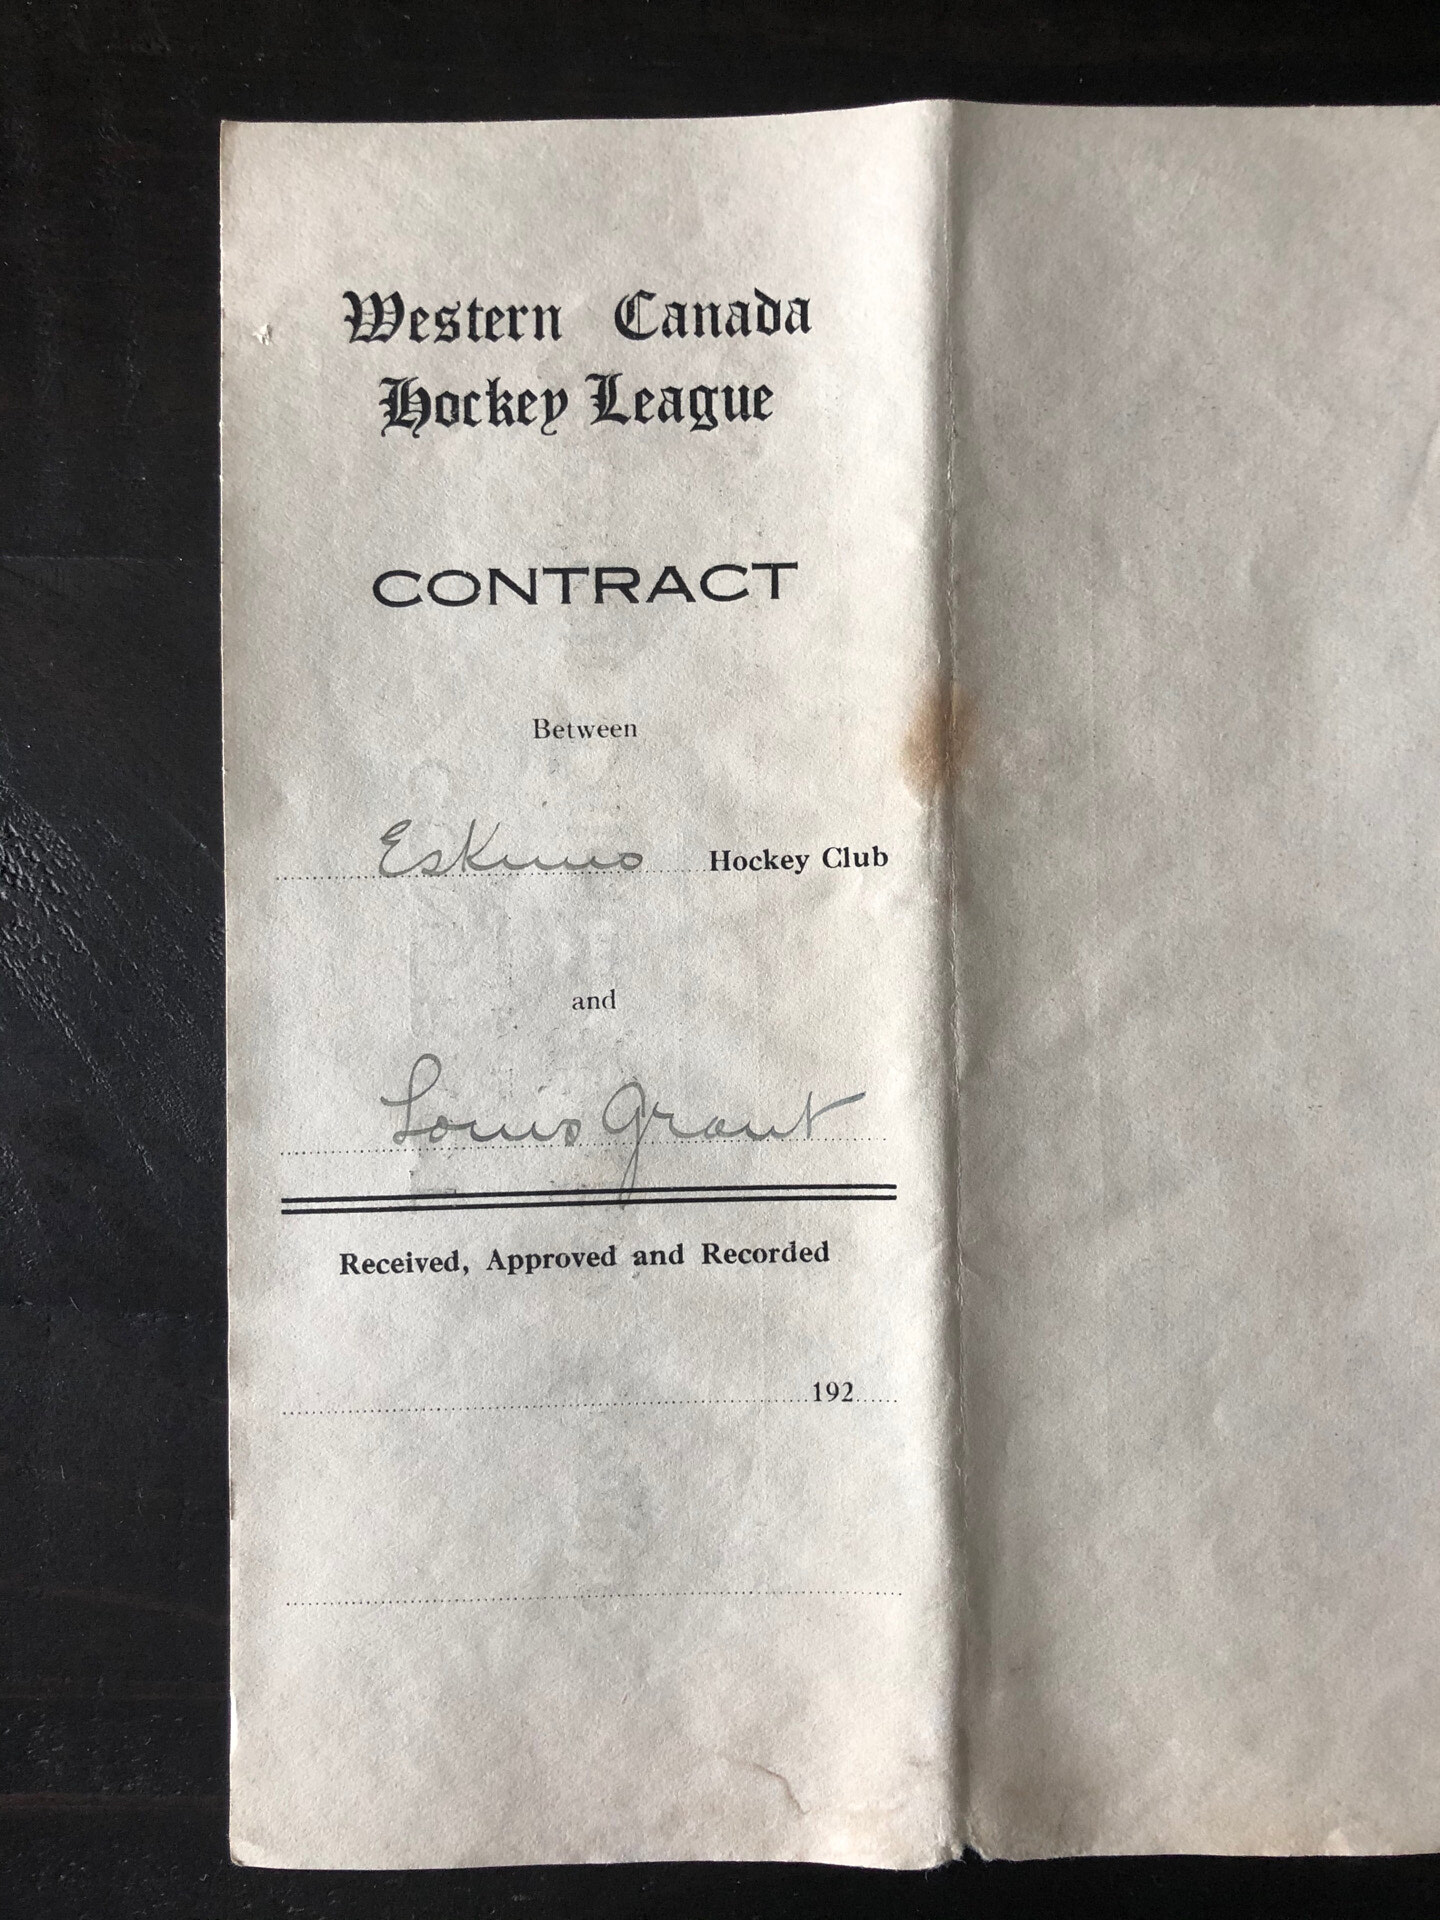 Western Canada
Hockey League
CONTRACT
Between
Eskimo Hockey Club
and
Louis Grant
Received, Approved and Recorded
192